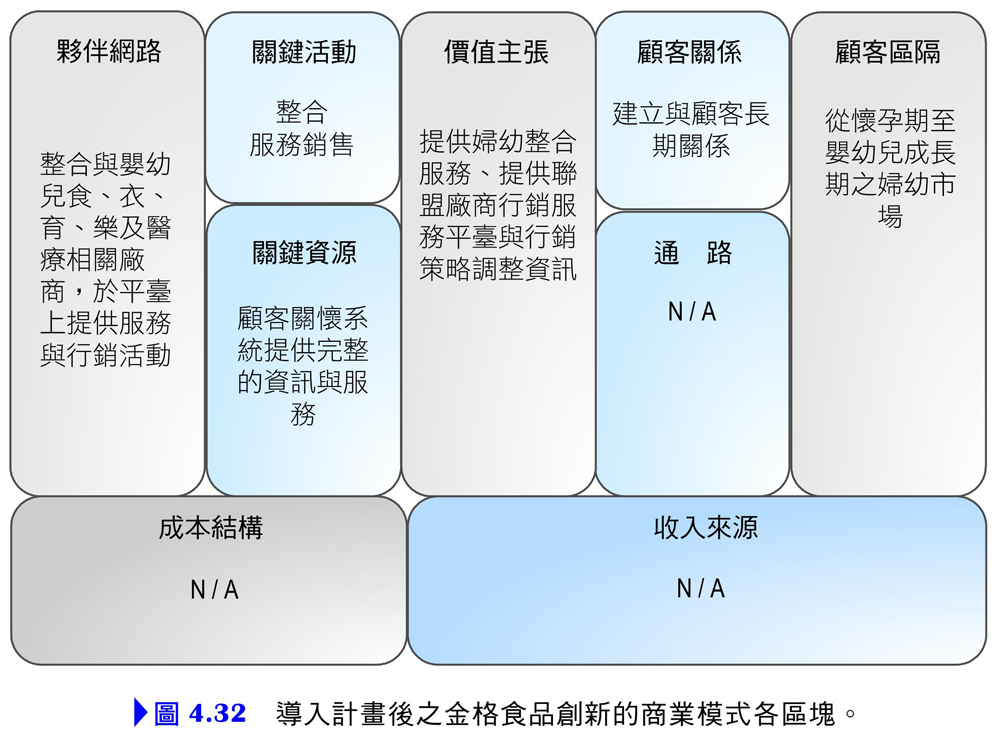 夥伴網路
整合與嬰幼
兒食、衣、
育、樂及醫
療相關廠
商，於平臺
上提供服務
與行銷活動
關鍵活動
整合
服務銷售
關鍵資源
顧客關懷系
統提供完整
的資訊與服
務
價值主張
提供婦幼整合
服務、提供聯
盟廠商行銷服
務平臺與行銷
策略調整資訊
顧客關係
建立與顧客長
期關係
通　路
N / A
顧客區隔
從懷孕期至
嬰幼兒成長
期之婦幼市
場
成本結構
N / A
收入來源
N / A
圖 4.32　導入計畫後之金格食品創新的商業模式各區塊。